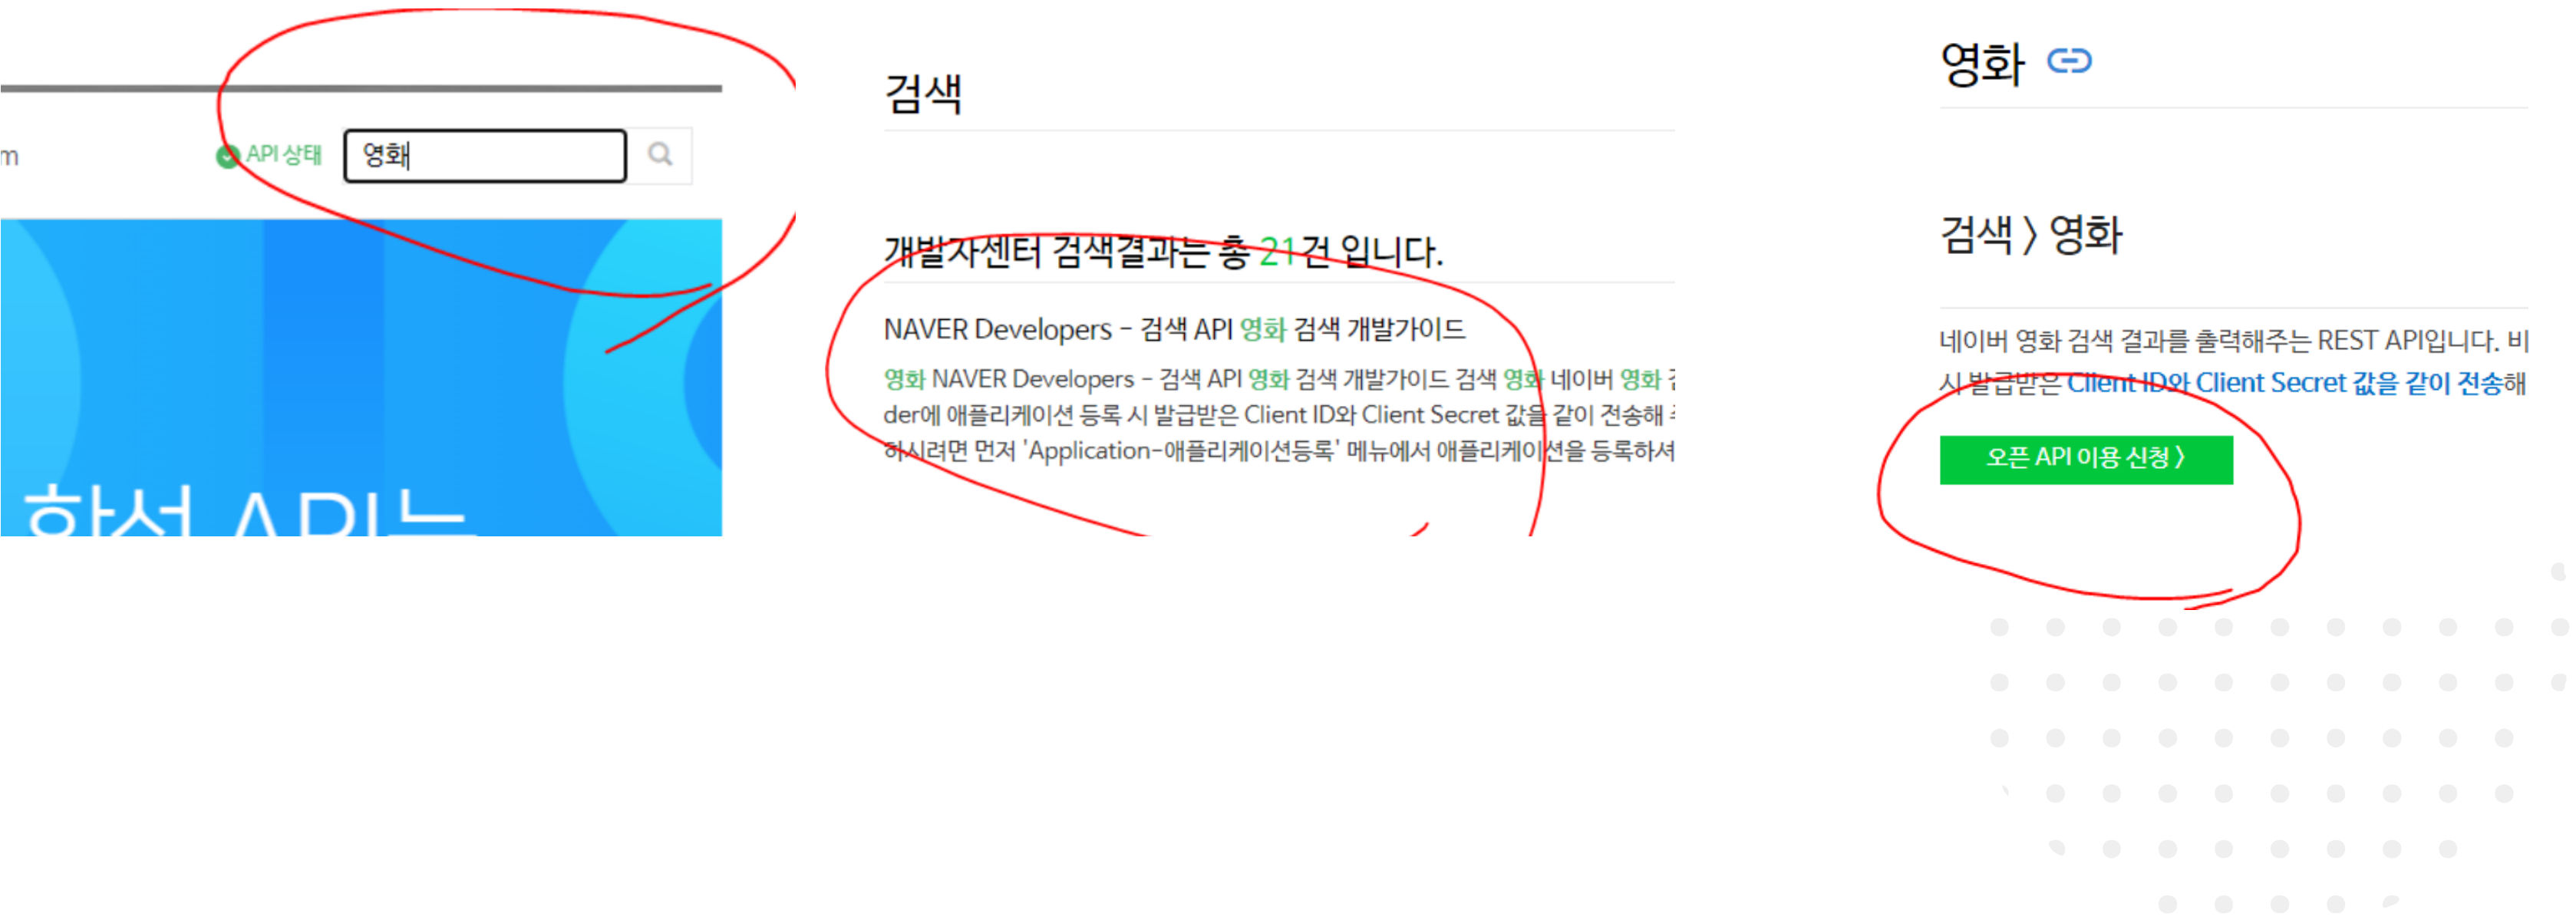 m
API 상태
영화
합성 API는
검색
개발자센터 검색결과는 총 21건 입니다.
NAVER Developers - 검색 API 영화 검색 개발가이드
영화 NAVER Developers - 검색 API 영화 검색 개발가이드 검색 영화 네이버 영화
der에 애플리케이션 등록 시 발급받은 Client ID와 Client Secret 값을 같이 전송해
하시려면 먼저 'Application-애플리케이션등록' 메뉴에서 애플리케이션을 등록하셔
영화
검색 〉 영화
네이버 영화 검색 결과를 출력해주는 REST API입니다. 비
시 발급받은 Client ID와 Client Secret 값을 같이 전송해
오픈 API 이용 신청 〉